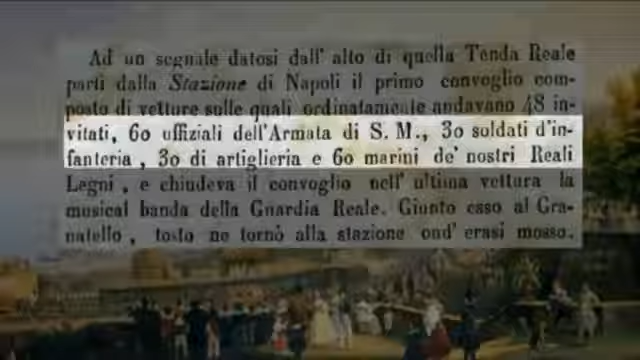 Ad un segnale datosi dall' alto di quella Tenda Reale
partì dalla Stazione di Napoli il primo convoglio com-
posto di vetture sulle quali ordinatamente andavano 48 in-
vitati, 60 uffiziali dell'Armata di S. M., 30 soldati d'in-
fanteria, 30 di artiglieria e 60 marini de' nostri Reali
Legni, e chiudeva il convoglio nell' ultima vettura la
musical banda della Guardia Reale. Giunto esso al Gra-
natello, tosto ne tornò alla stazione ond' erasi mosso.